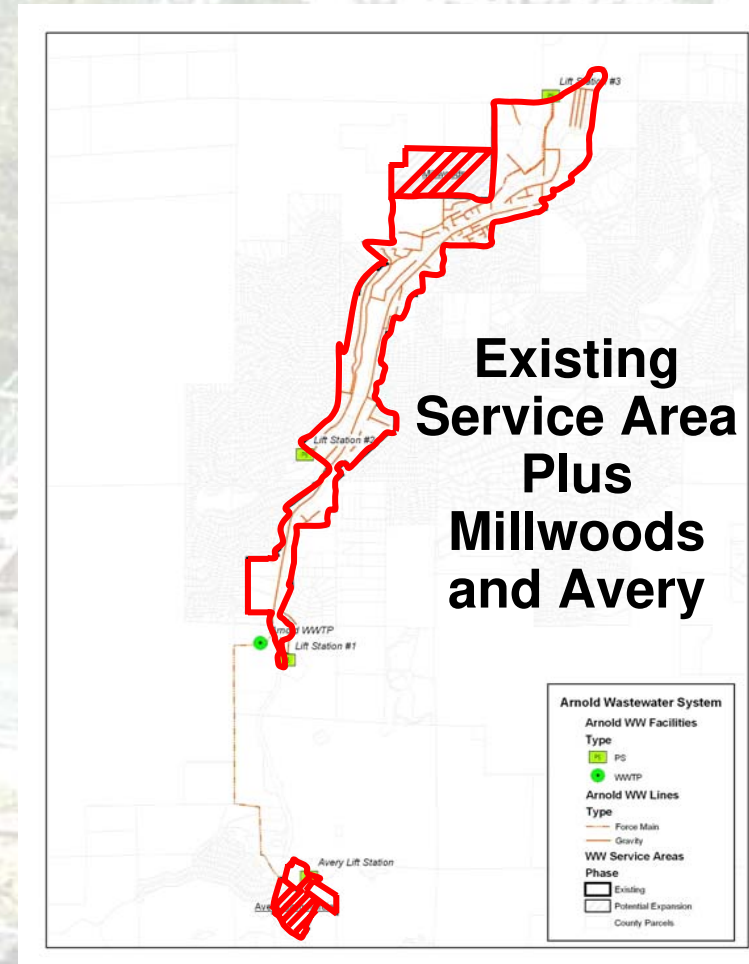 Lift Station #3
Existing
Service Area
Plus
Millwoods
and Avery
Lift Station #2
Arnold WWTP
Lift Station #1
Avery Lift Station
Arnold Wastewater System
Arnold WW Facilities
Type
PS PS
WWTP
Arnold WW Lines
Type
Force Main
Gravity
WW Service Areas
Phase
Existing
Potential Expansion
County Parcels